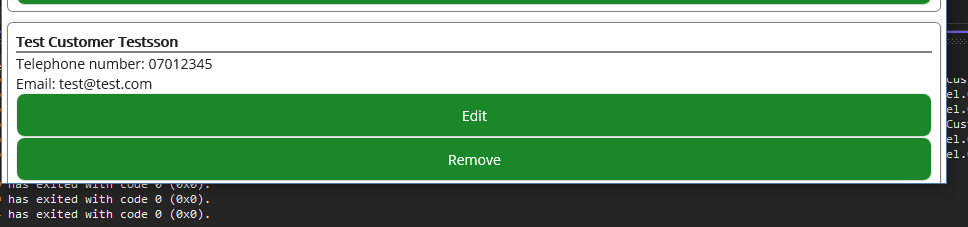 Test Customer Testsson
Telephone number: 07012345
Email: test@test.com
Edit
Remove
cus
el.
el.
Cus
el.
el.
has exited with code 0 (0x0).
has exited with code 0 (0x0).
has exited with code 0 (0x0).